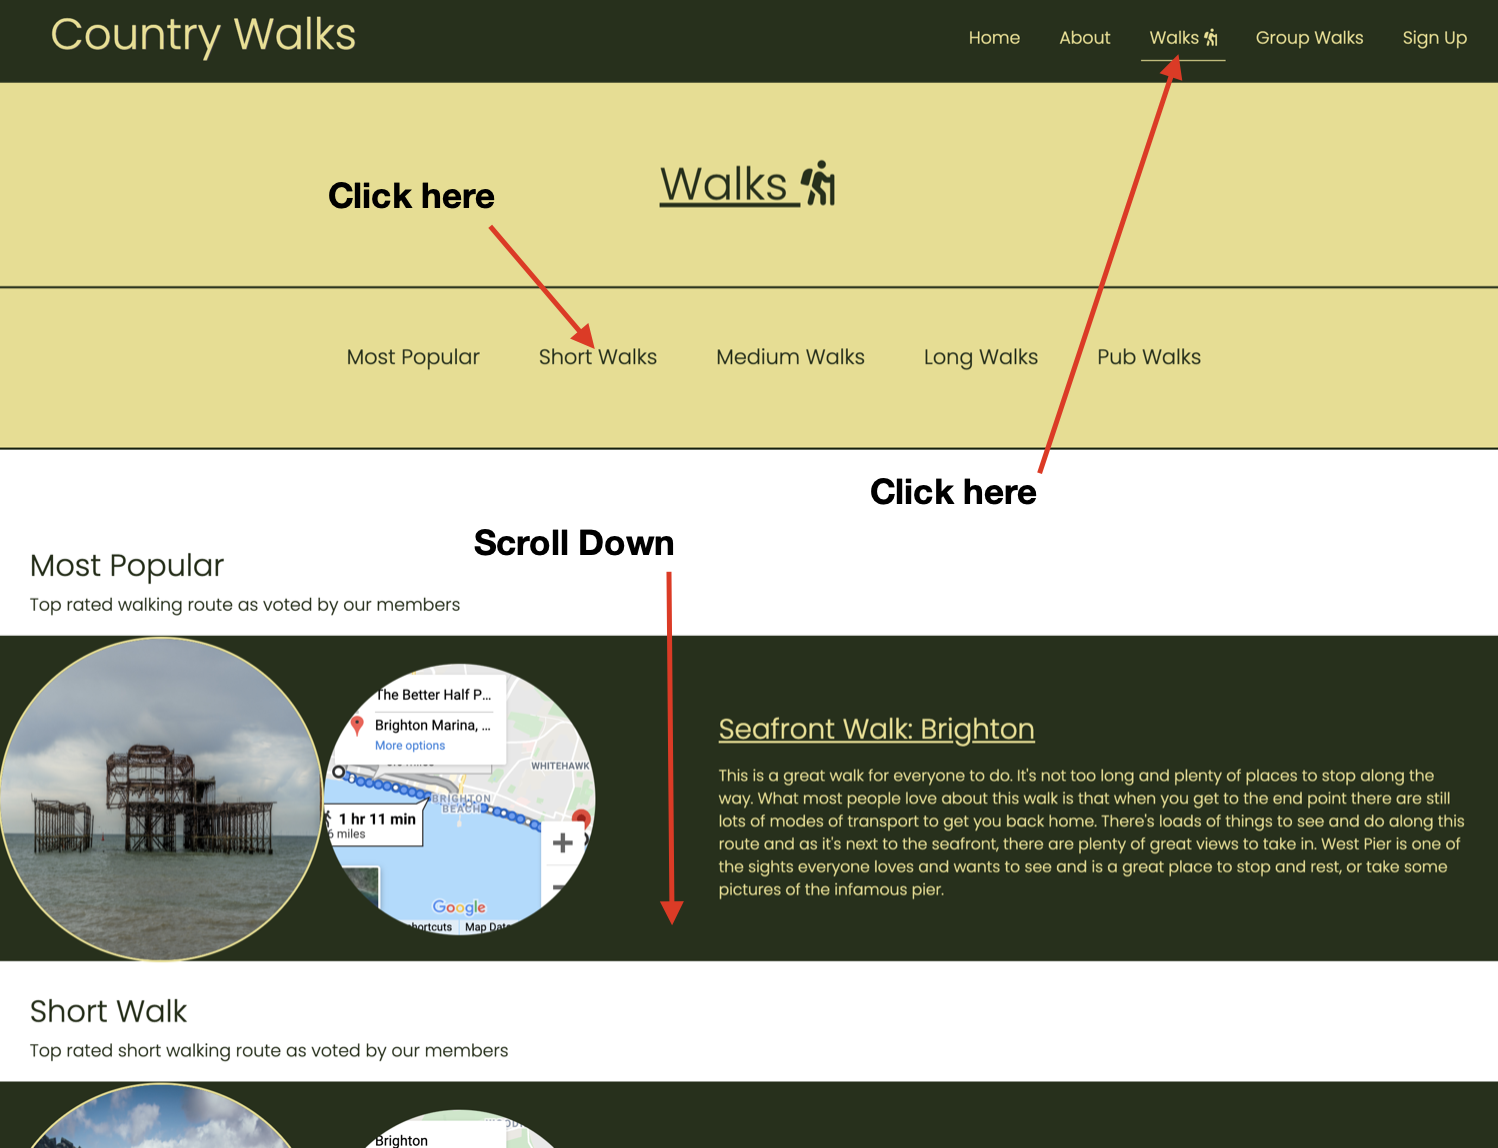 Country Walks
Home About Walks Group Walks Sign Up
Walks
Click here
Most Popular Short Walks Medium Walks Long Walks Pub Walks
Click here
Scroll Down
Most Popular
Top rated walking route as voted by our members
The Better Half P...
Brighton Marina, ...
More options
WHITEHAWK
BRIGHTON
BEACH
1 hr 11 min
6 miles
Google
Map Dat
Seafront Walk: Brighton
This is a great walk for everyone to do. It's not too long and plenty of places to stop along the
way. What most people love about this walk is that when you get to the end point there are still
lots of modes of transport to get you back home. There's loads of things to see and do along this
route and as it's next to the seafront, there are plenty of great views to take in. West Pier is one of
the sights everyone loves and wants to see and is a great place to stop and rest, or take some
pictures of the infamous pier.
Short Walk
Top rated short walking route as voted by our members
Brighton